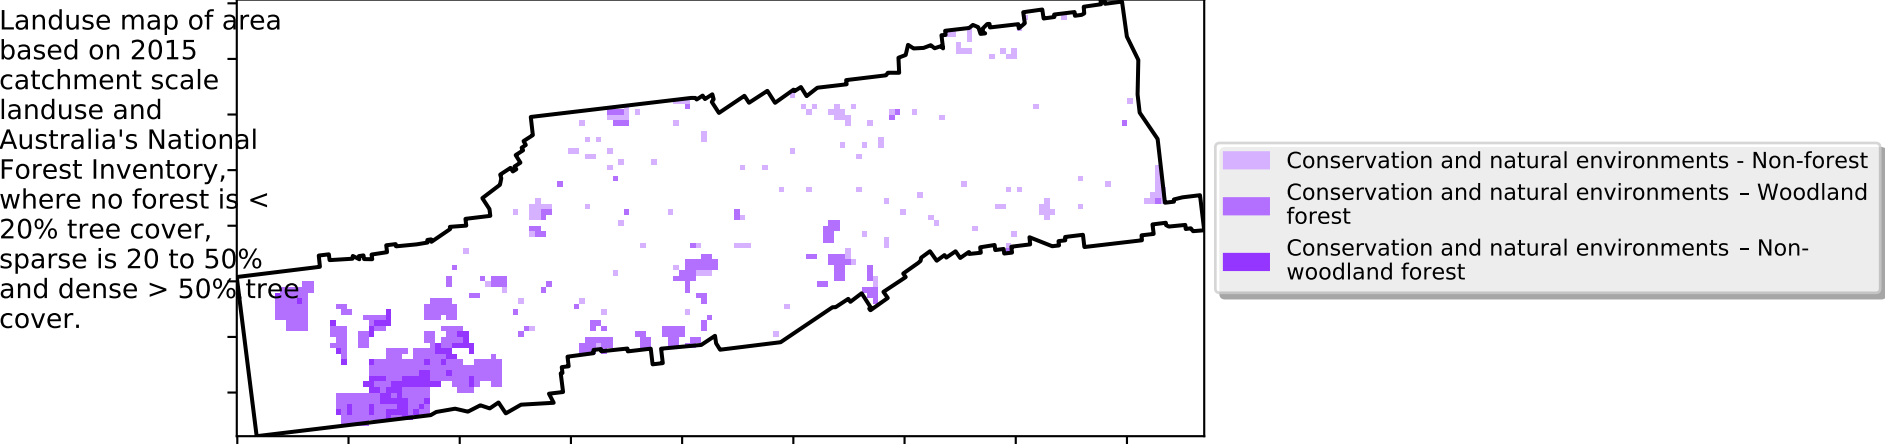 Landuse map of area
based on 2015
catchment scale
landuse and
Australia's National
Forest Inventory,
where no forest is <
20% tree cover,
sparse is 20 to 50%
and dense > 50% tree
cover.
Conservation and natural environments - Non-forest
Conservation and natural environments – Woodland
forest
Conservation and natural environments – Non-
woodland forest